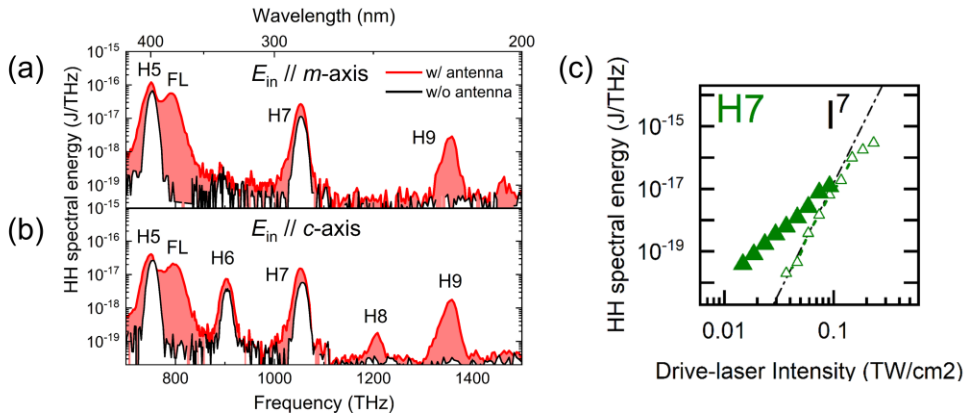 Wavelength (nm)
400 300 200
(a)
10⁻¹⁵
10⁻¹⁶
10⁻¹⁷
10⁻¹⁸
10⁻¹⁹
H5 FL
E_in // m-axis
w/ antenna
w/o antenna
H7
H9
(b)
10⁻¹⁵
10⁻¹⁶
10⁻¹⁷
10⁻¹⁸
10⁻¹⁹
H5 FL
E_in // c-axis
H6
H7
H8
H9
HH spectral energy (J/THz)
800 1000 1200 1400
Frequency (THz)
(c)
H7
I⁷
HH spectral energy (J/THz)
10⁻¹⁵
10⁻¹⁷
10⁻¹⁹
0.01 0.1
Drive-laser Intensity (TW/cm2)